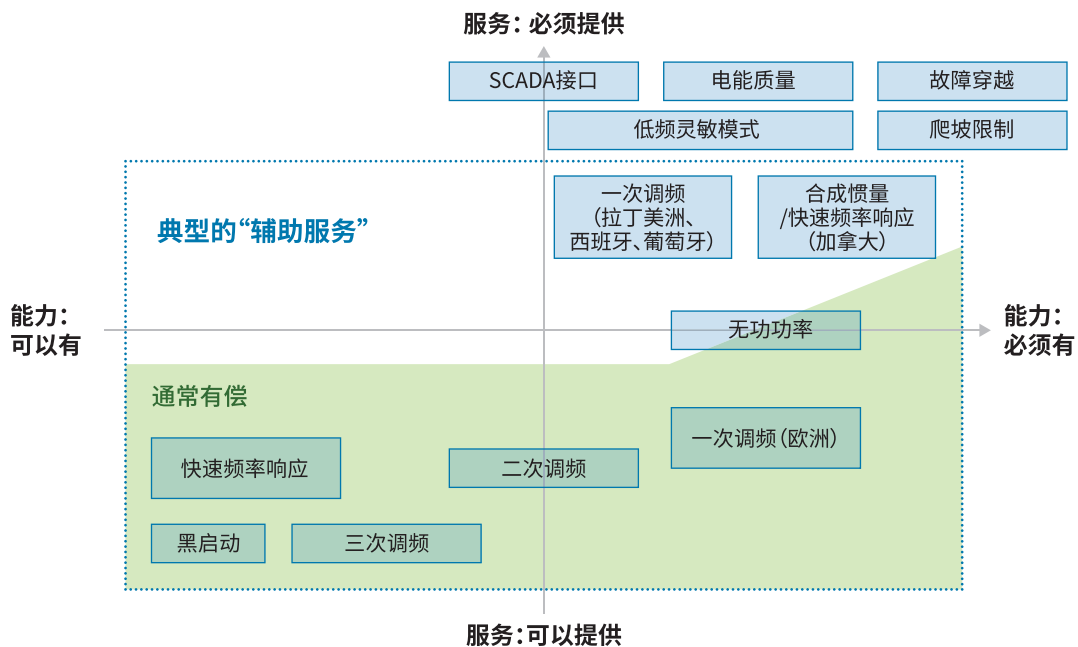 服务：必须提供
SCADA接口
电能质量
故障穿越
低频灵敏模式
爬坡限制
典型的“辅助服务”
一次调频
（拉丁美洲、
西班牙、葡萄牙）
合成惯量
/快速频率响应
（加拿大）
能力：
可以有
无功功率
能力：
必须有
通常有偿
快速频率响应
二次调频
一次调频（欧洲）
黑启动
三次调频
服务：可以提供